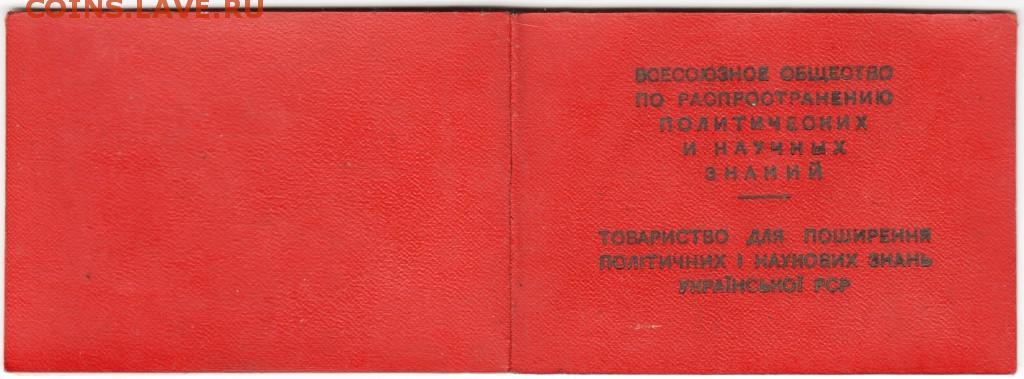 COINS.LAVE.RU
ВСЕСОЮЗНОЕ ОБЩЕСТВО
ПО РАСПРОСТРАНЕНИЮ
ПОЛИТИЧЕСКИХ
И НАУЧНЫХ
ЗНАНИЙ
ТОВАРИСТВО ДЛЯ ПОШИРЕННЯ
ПОЛІТИЧНИХ І НАУКОВИХ ЗНАНЬ
УКРАЇНСЬКОЇ РСР